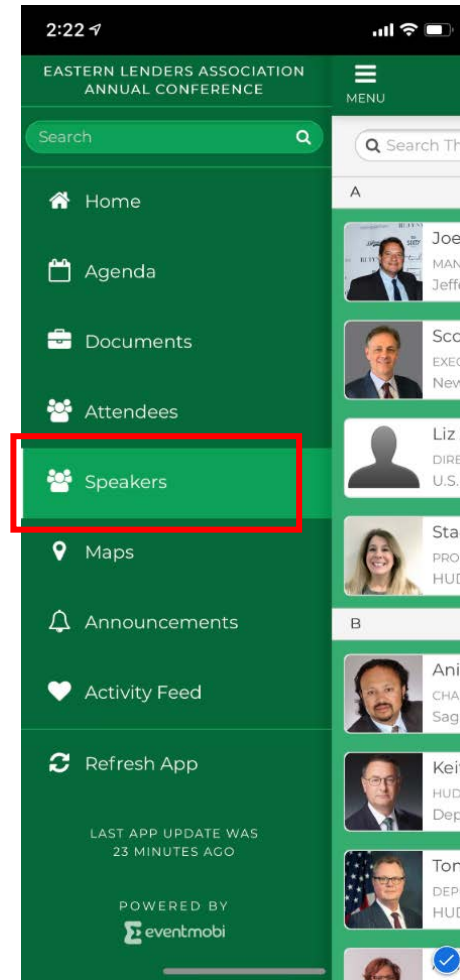 2:22
EASTERN LENDERS ASSOCIATION
ANNUAL CONFERENCE
Search
Home
Agenda
Documents
Attendees
Speakers
Maps
Announcements
Activity Feed
Refresh App
LAST APP UPDATE WAS
23 MINUTES AGO
POWERED BY
eventmobi
MENU
Search Th
A
Joe
MAN
Jeff
Sco
EXEC
New
Liz
DIRE
U.S.
Sta
PRO
HUD
B
Ani
CHA
Sag
Kei
HUD
Dep
Ton
DEP
HUD